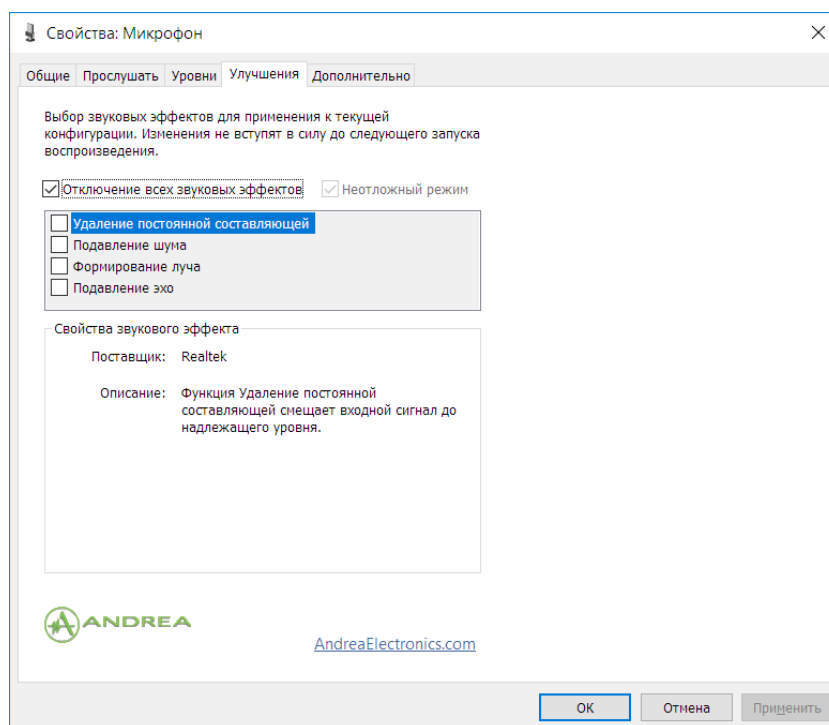 Свойства: Микрофон
Общие Прослушать Уровни Улучшения Дополнительно
Выбор звуковых эффектов для применения к текущей
конфигурации. Изменения не вступят в силу до следующего запуска
воспроизведения.
Отключение всех звуковых эффектов Неотложный режим
Удаление постоянной составляющей
Подавление шума
Формирование луча
Подавление эхо
Свойства звукового эффекта
Поставщик: Realtek
Описание: Функция Удаление постоянной
составляющей смещает входной сигнал до
надлежащего уровня.
ANDREA
AndreaElectronics.com
ОК Отмена Применить